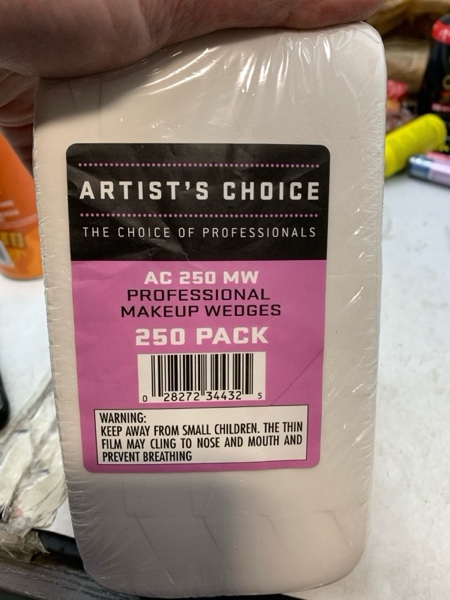 ARTIST'S CHOICE
THE CHOICE OF PROFESSIONALS
AC 250 MW
PROFESSIONAL
MAKEUP WEDGES
250 PACK
0 28272 34432 5
WARNING:
KEEP AWAY FROM SMALL CHILDREN. THE THIN
FILM MAY CLING TO NOSE AND MOUTH AND
PREVENT BREATHING